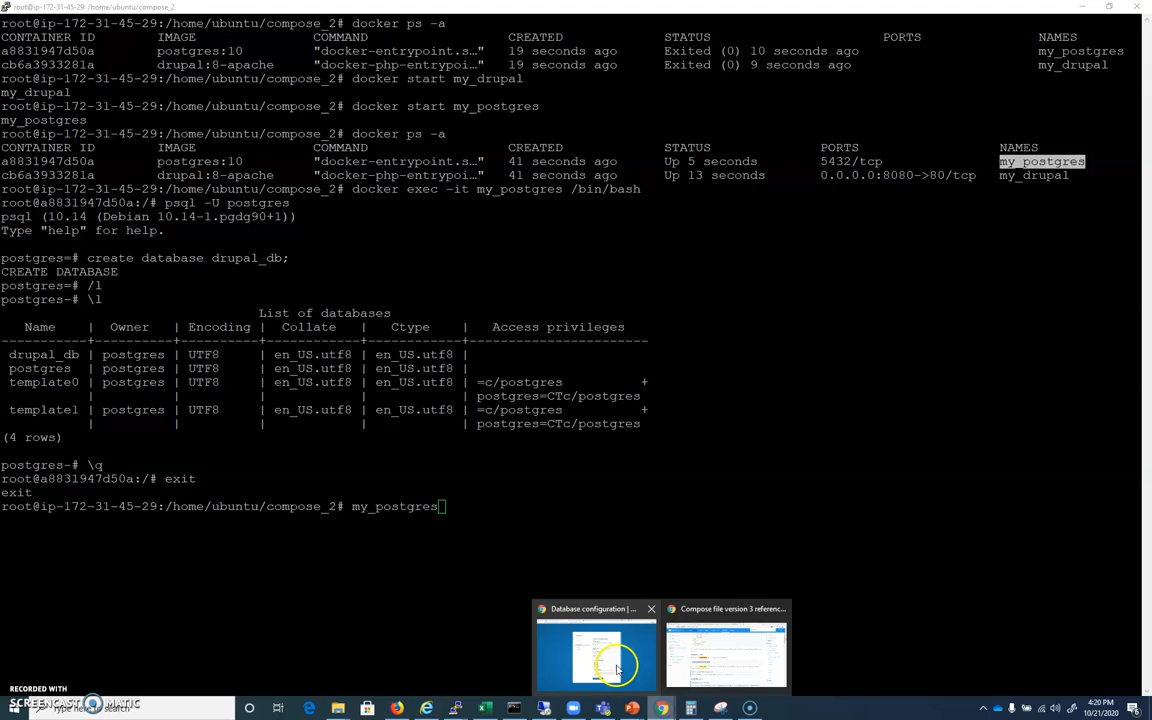 root@ip-172-31-45-29: /home/ubuntu/compose_2
root@ip-172-31-45-29:/home/ubuntu/compose_2# docker ps -a
CONTAINER ID IMAGE COMMAND CREATED STATUS PORTS NAMES
a8831947d50a postgres:10 "docker-entrypoint.s…" 19 seconds ago Exited (0) 10 seconds ago my_postgres
cb6a3933281a drupal:8-apache "docker-php-entrypoi…" 19 seconds ago Exited (0) 9 seconds ago my_drupal
root@ip-172-31-45-29:/home/ubuntu/compose_2# docker start my_drupal
my_drupal
root@ip-172-31-45-29:/home/ubuntu/compose_2# docker start my_postgres
my_postgres
root@ip-172-31-45-29:/home/ubuntu/compose_2# docker ps -a
CONTAINER ID IMAGE COMMAND CREATED STATUS PORTS NAMES
a8831947d50a postgres:10 "docker-entrypoint.s…" 41 seconds ago Up 5 seconds 5432/tcp my_postgres
cb6a3933281a drupal:8-apache "docker-php-entrypoi…" 41 seconds ago Up 13 seconds 0.0.0.0:8080->80/tcp my_drupal
root@ip-172-31-45-29:/home/ubuntu/compose_2# docker exec -it my_postgres /bin/bash
root@a8831947d50a:/# psql -U postgres
psql (10.14 (Debian 10.14-1.pgdg90+1))
Type "help" for help.
postgres=# create database drupal_db;
CREATE DATABASE
postgres=# /l
postgres-# \l
List of databases
Name | Owner | Encoding | Collate | Ctype | Access privileges
-----------+----------+----------+------------+------------+-----------------------
drupal_db | postgres | UTF8 | en_US.utf8 | en_US.utf8 |
postgres | postgres | UTF8 | en_US.utf8 | en_US.utf8 |
template0 | postgres | UTF8 | en_US.utf8 | en_US.utf8 | =c/postgres +
| | | | | postgres=CTc/postgres
template1 | postgres | UTF8 | en_US.utf8 | en_US.utf8 | =c/postgres +
| | | | | postgres=CTc/postgres
(4 rows)
postgres-# \q
root@a8831947d50a:/# exit
exit
root@ip-172-31-45-29:/home/ubuntu/compose_2# my_postgres
Database configuration | ...
Compose file version 3 referenc...
RECORDED WITH
SCREENCAST MATIC
Type here to search
4:20 PM
10/21/2020